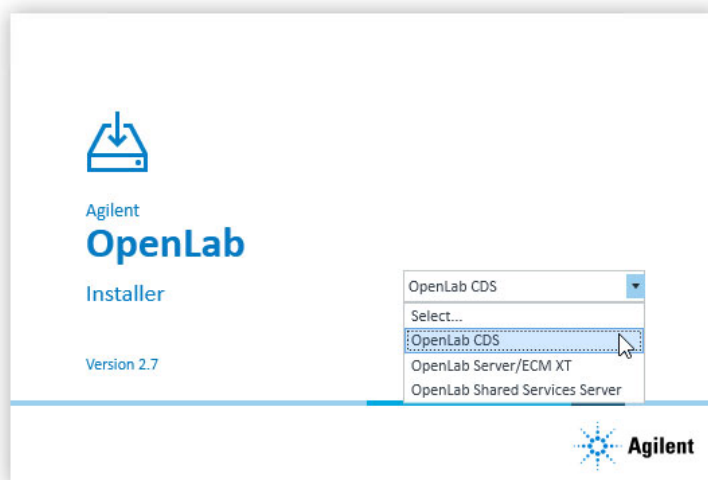 Agilent
OpenLab
Installer
Version 2.7
OpenLab CDS
Select...
OpenLab CDS
OpenLab Server/ECM XT
OpenLab Shared Services Server
Agilent